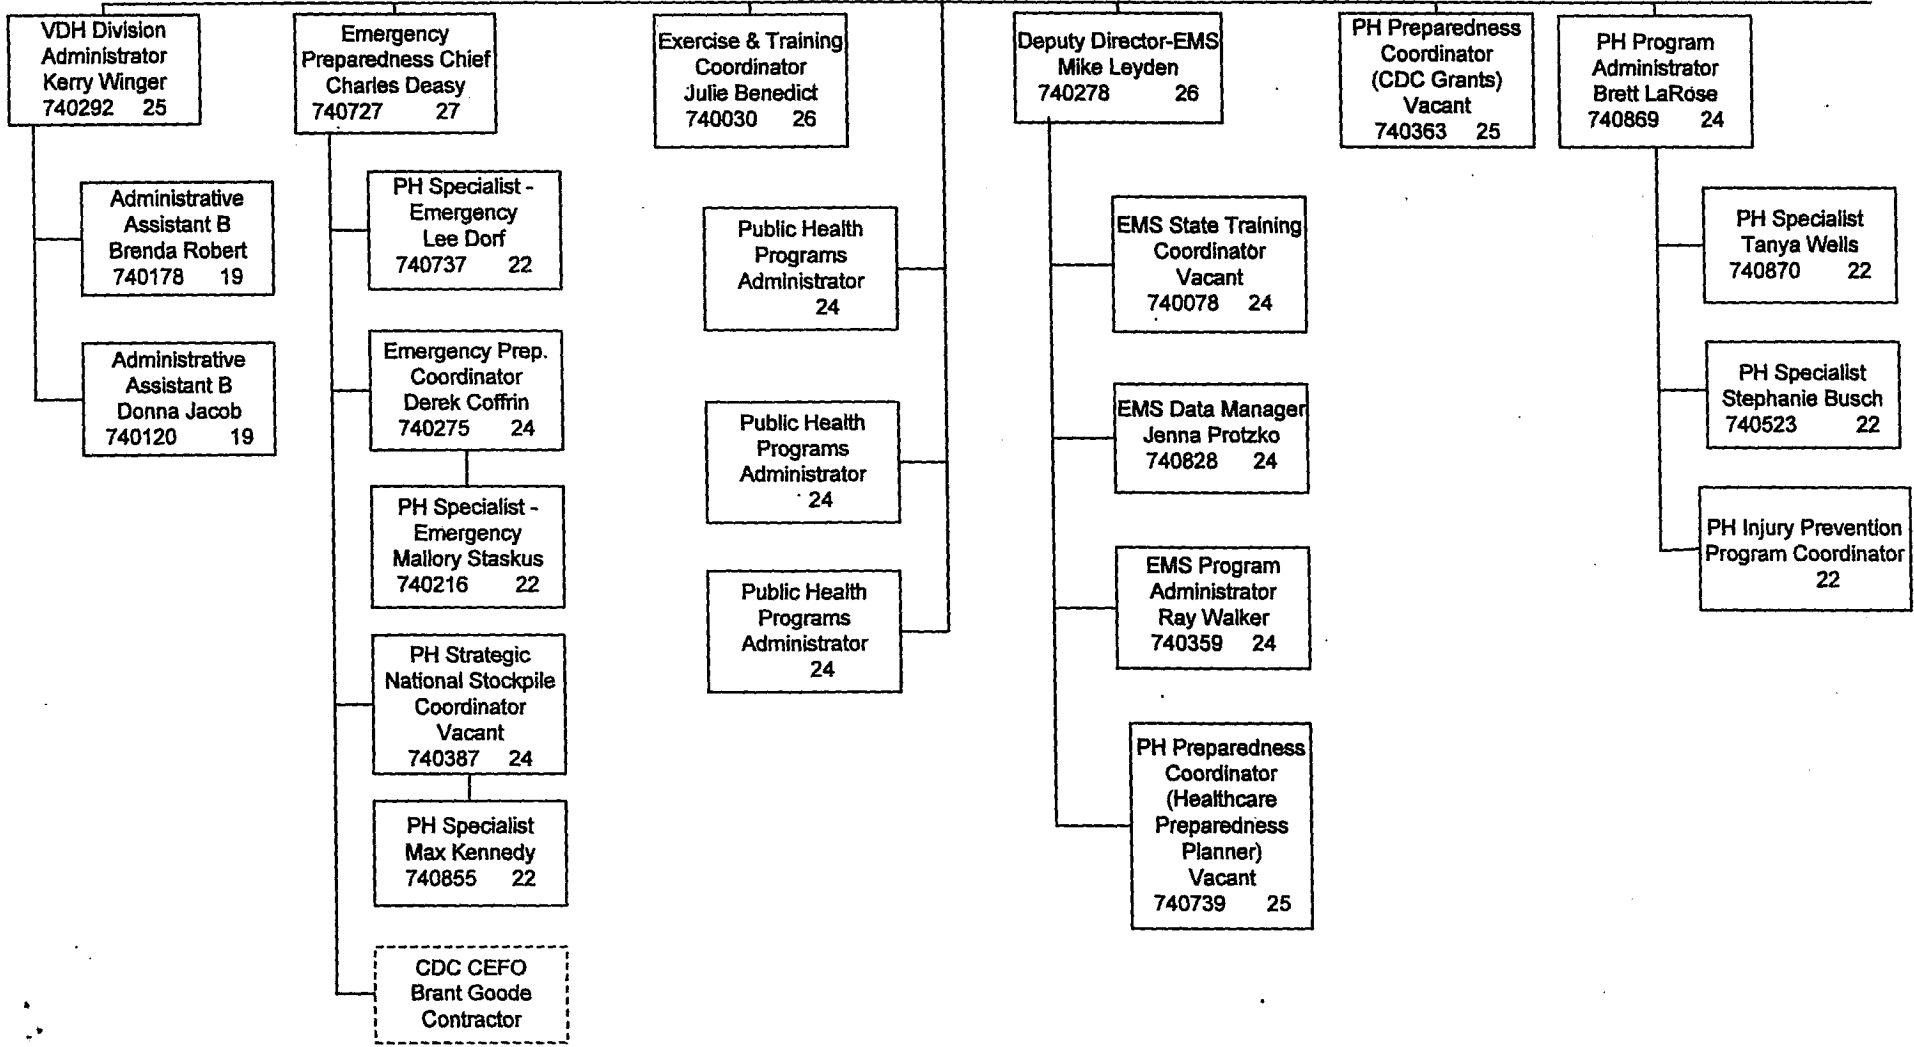 VDH Division
Administrator
Kerry Winger
740292 25
Administrative
Assistant B
Brenda Robert
740178 19
Administrative
Assistant B
Donna Jacob
740120 19
Emergency
Preparedness Chief
Charles Deasy
740727 27
PH Specialist -
Emergency
Lee Dorf
740737 22
Emergency Prep.
Coordinator
Derek Coffrin
740275 24
PH Specialist -
Emergency
Mallory Staskus
740216 22
PH Strategic
National Stockpile
Coordinator
Vacant
740387 24
PH Specialist
Max Kennedy
740855 22
CDC CEFO
Brant Goode
Contractor
Exercise & Training
Coordinator
Julie Benedict
740030 26
Public Health
Programs
Administrator
24
Public Health
Programs
Administrator
24
Public Health
Programs
Administrator
24
Deputy Director-EMS
Mike Leyden
740278 26
EMS State Training
Coordinator
Vacant
740078 24
EMS Data Manager
Jenna Protzko
740828 24
EMS Program
Administrator
Ray Walker
740359 24
PH Preparedness
Coordinator
(Healthcare
Preparedness
Planner)
Vacant
740739 25
PH Preparedness
Coordinator
(CDC Grants)
Vacant
740363 25
PH Program
Administrator
Brett LaRose
740869 24
PH Specialist
Tanya Wells
740870 22
PH Specialist
Stephanie Busch
740523 22
PH Injury Prevention
Program Coordinator
22